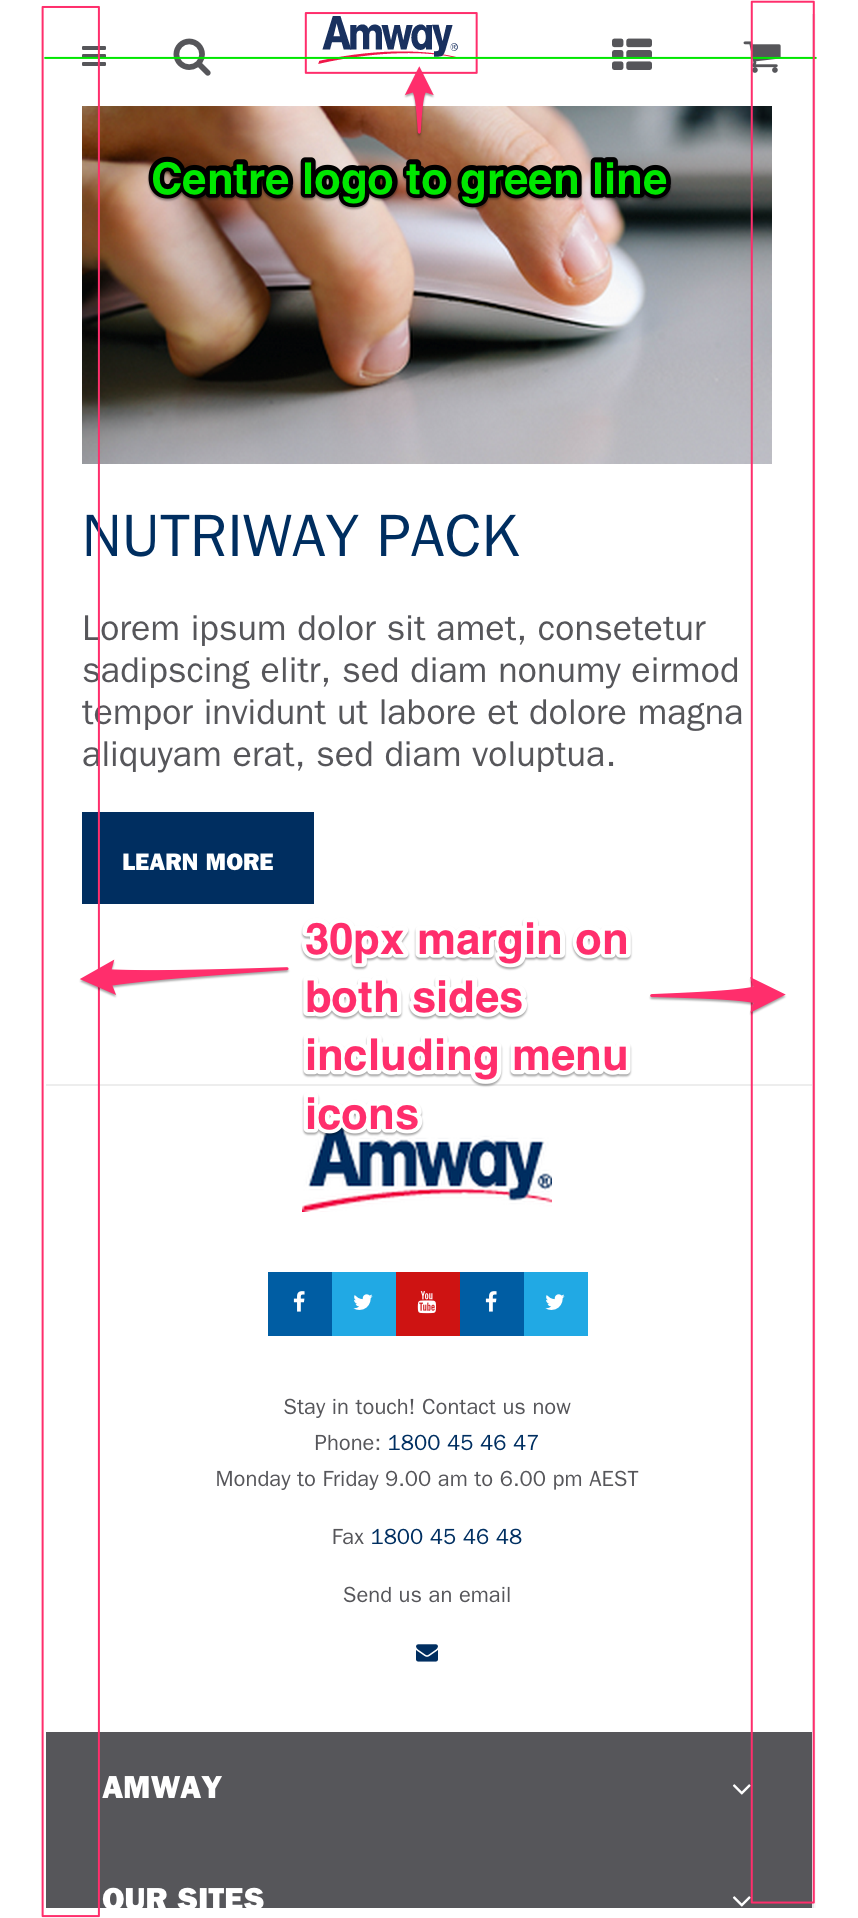 Amway®
Centre logo to green line
NUTRIWAY PACK
Lorem ipsum dolor sit amet, consetetur
sadipscing elitr, sed diam nonumy eirmod
tempor invidunt ut labore et dolore magna
aliquyam erat, sed diam voluptua.
LEARN MORE
30px margin on
both sides
including menu
icons
Amway®
You
Tube
Stay in touch! Contact us now
Phone: 1800 45 46 47
Monday to Friday 9.00 am to 6.00 pm AEST
Fax 1800 45 46 48
Send us an email
AMWAY
OUR SITES